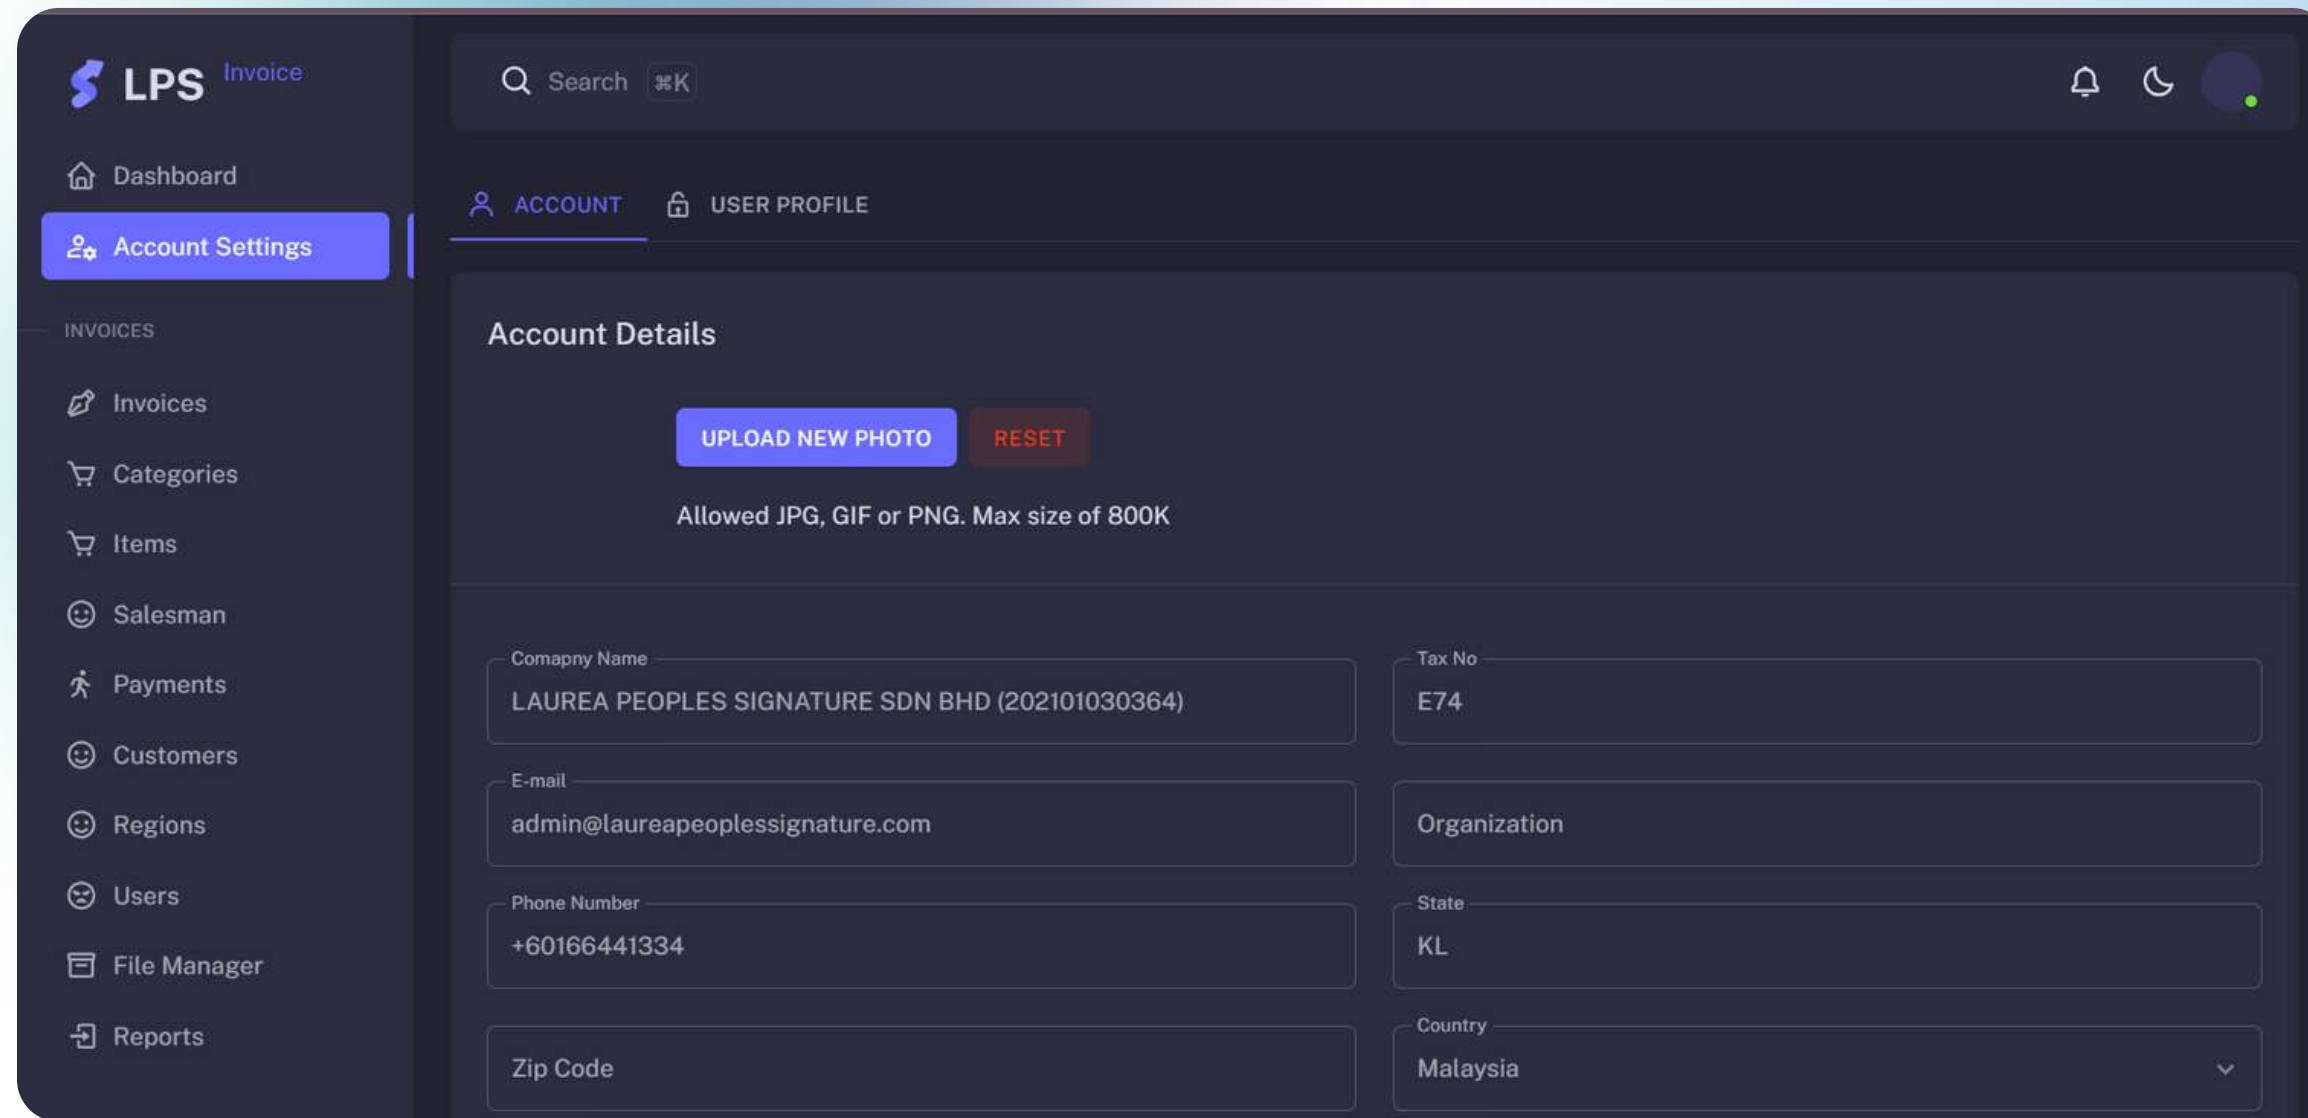 LPS Invoice
Search ⌘K
Dashboard
Account Settings
INVOICES
Invoices
Categories
Items
Salesman
Payments
Customers
Regions
Users
File Manager
Reports
ACCOUNT USER PROFILE
Account Details
UPLOAD NEW PHOTO RESET
Allowed JPG, GIF or PNG. Max size of 800K
Comapny Name
LAUREA PEOPLES SIGNATURE SDN BHD (202101030364)
Tax No
E74
E-mail
admin@laureapeoplessignature.com
Organization
Phone Number
+60166441334
State
KL
Zip Code
Country
Malaysia